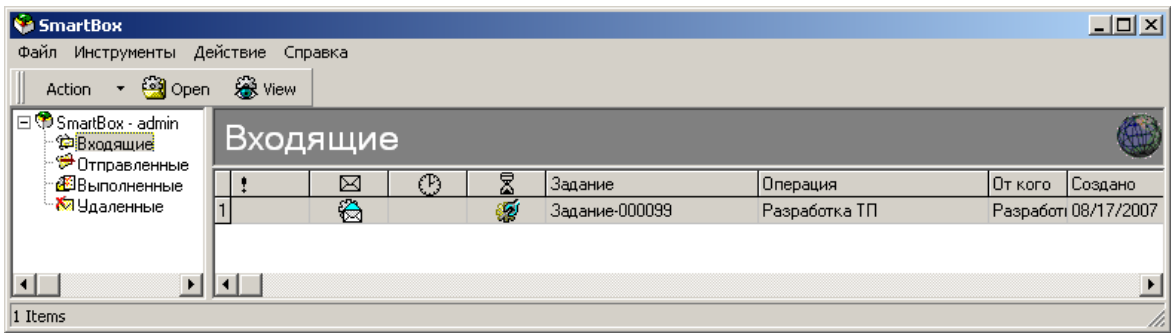 SmartBox
Файл Инструменты Действие Справка
Action Open View
SmartBox - admin
Входящие
Отправленные
Выполненные
Удаленные
Входящие
! Задание Операция От кого Создано
1 Задание-000099 Разработка ТП Разработ 08/17/2007
1 Items